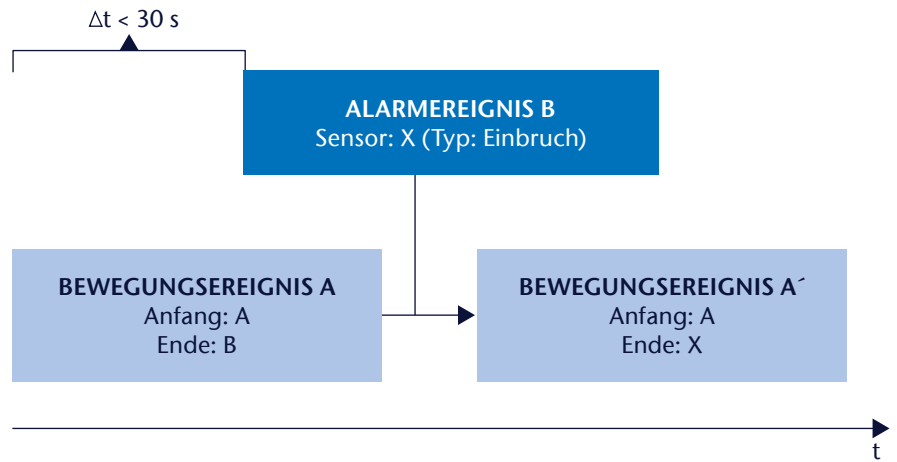 Δt < 30 s
ALARMEREIGNIS B
Sensor: X (Typ: Einbruch)
BEWEGUNGSEREIGNIS A
Anfang: A
Ende: B
BEWEGUNGSEREIGNIS A´
Anfang: A
Ende: X
t